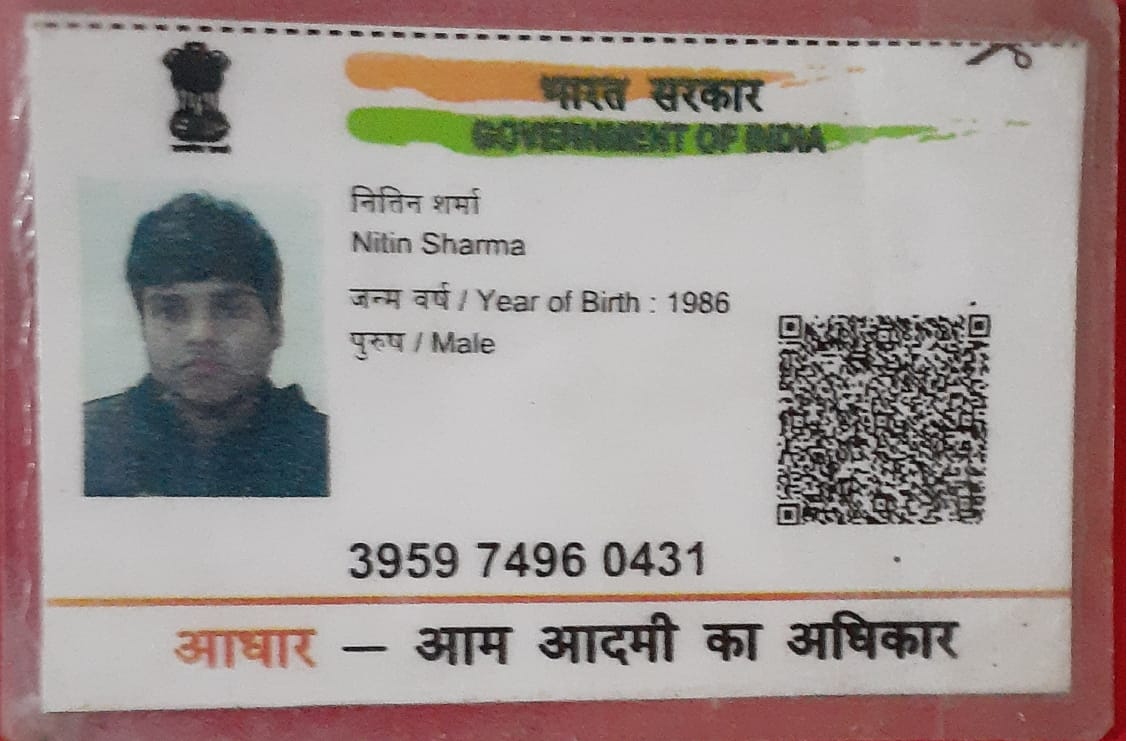 भारत सरकार
GOVERNMENT OF INDIA
नितिन शर्मा
Nitin Sharma
जन्म वर्ष / Year of Birth : 1986
पुरुष / Male
3959 7496 0431
आधार — आम आदमी का अधिकार